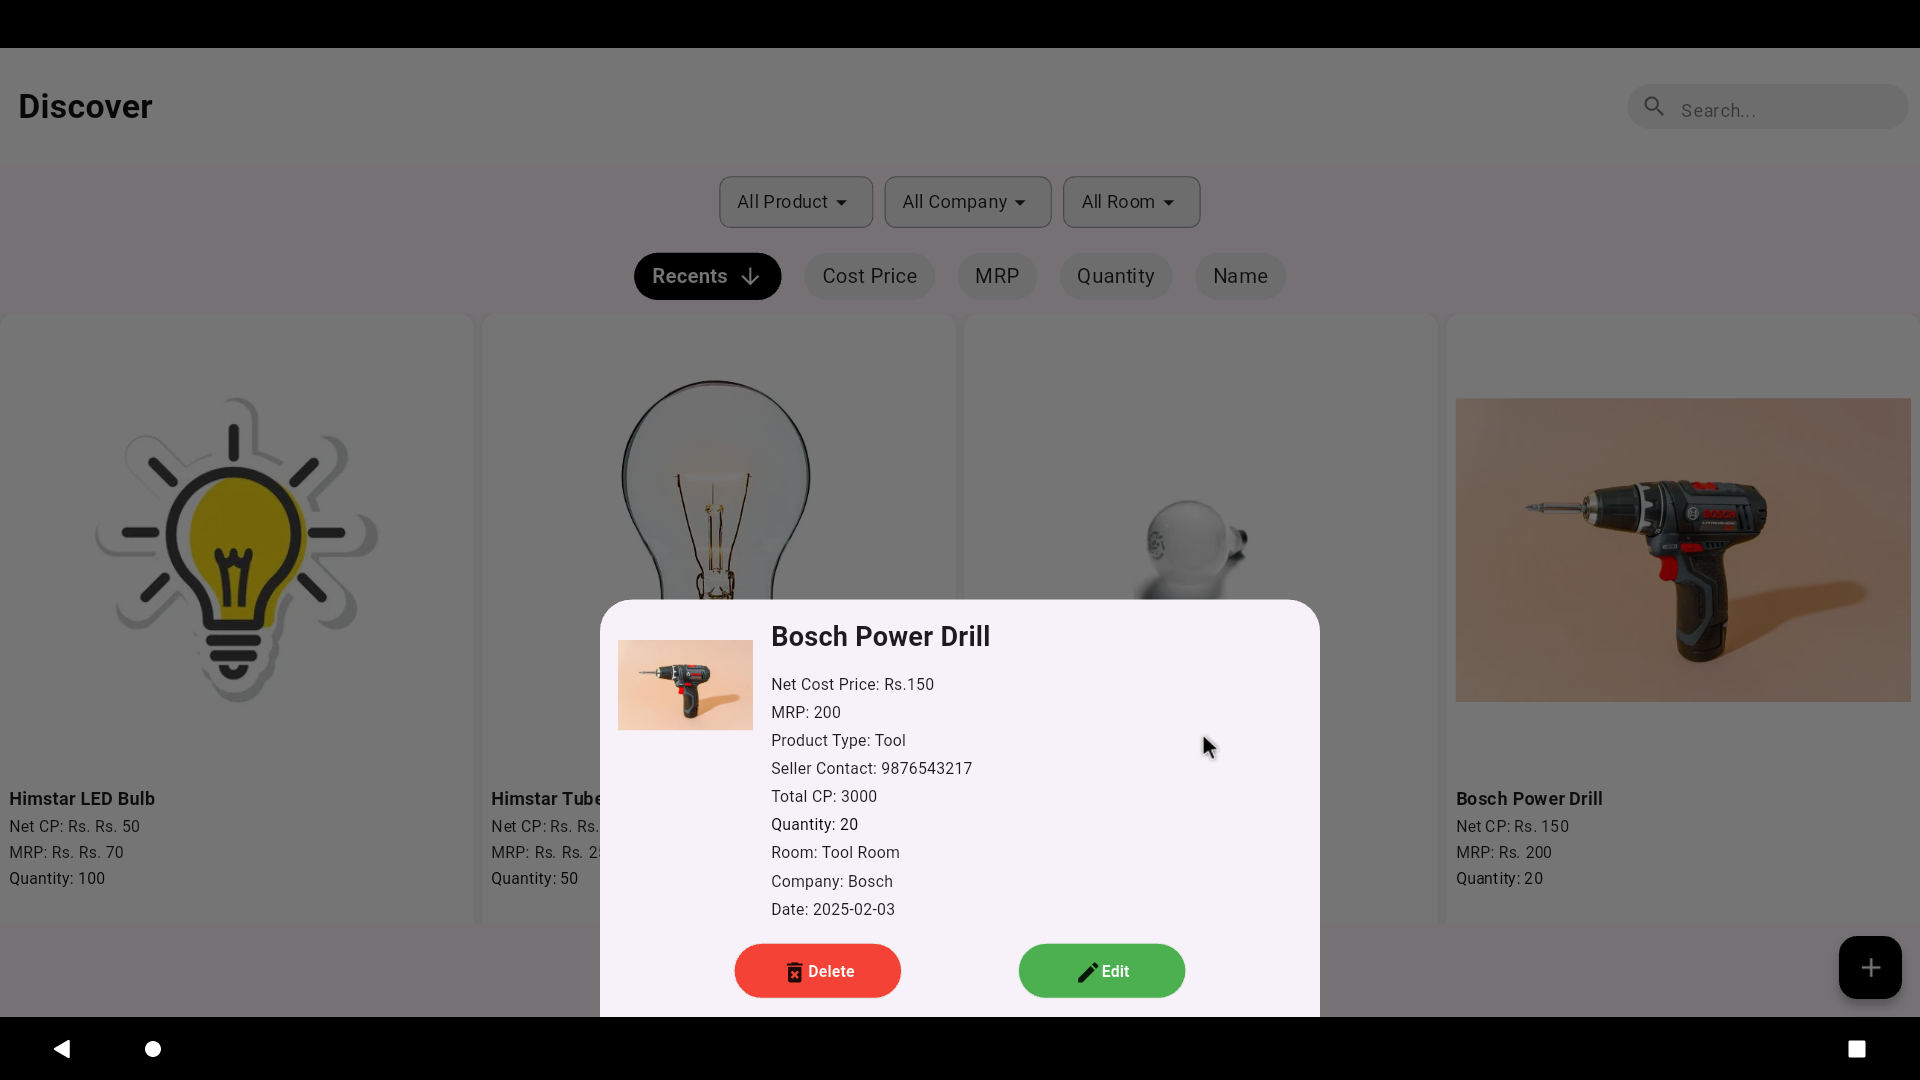 Discover
Search...
All Product
All Company
All Room
Recents
Cost Price
MRP
Quantity
Name
BOSCH
Himstar LED Bulb
Net CP: Rs. Rs. 50
MRP: Rs. Rs. 70
Quantity: 100
Himstar Tube
Net CP: Rs. Rs.
MRP: Rs. Rs. 2
Quantity: 50
Bosch Power Drill
Net Cost Price: Rs.150
MRP: 200
Product Type: Tool
Seller Contact: 9876543217
Total CP: 3000
Quantity: 20
Room: Tool Room
Company: Bosch
Date: 2025-02-03
Delete
Edit
Bosch Power Drill
Net CP: Rs. 150
MRP: Rs. 200
Quantity: 20